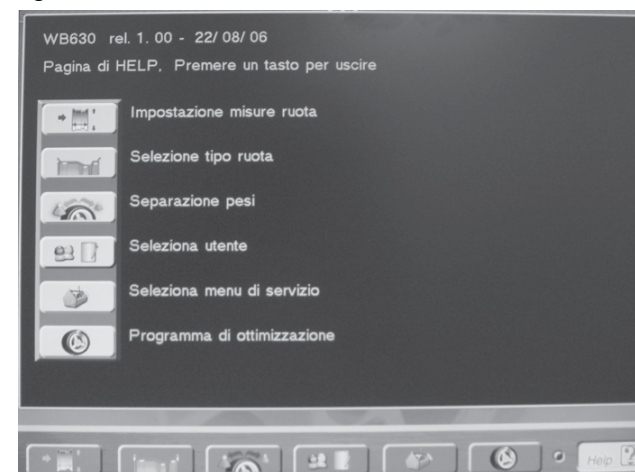 WB630 rel. 1. 00 - 22/ 08/ 06
Pagina di HELP, Premere un tasto per uscire
Impostazione misure ruota
Selezione tipo ruota
Separazione pesi
Seleziona utente
Seleziona menu di servizio
Programma di ottimizzazione
Help